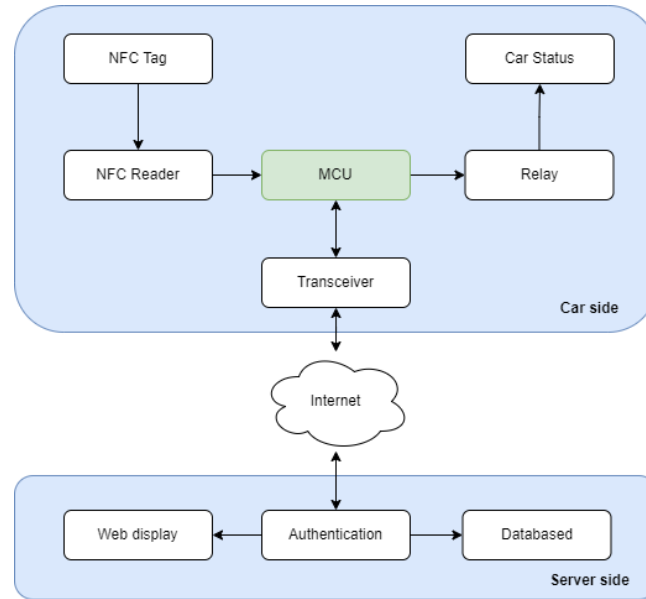 NFC Tag
Car Status
NFC Reader
MCU
Relay
Transceiver
Car side
Internet
Web display
Authentication
Databased
Server side